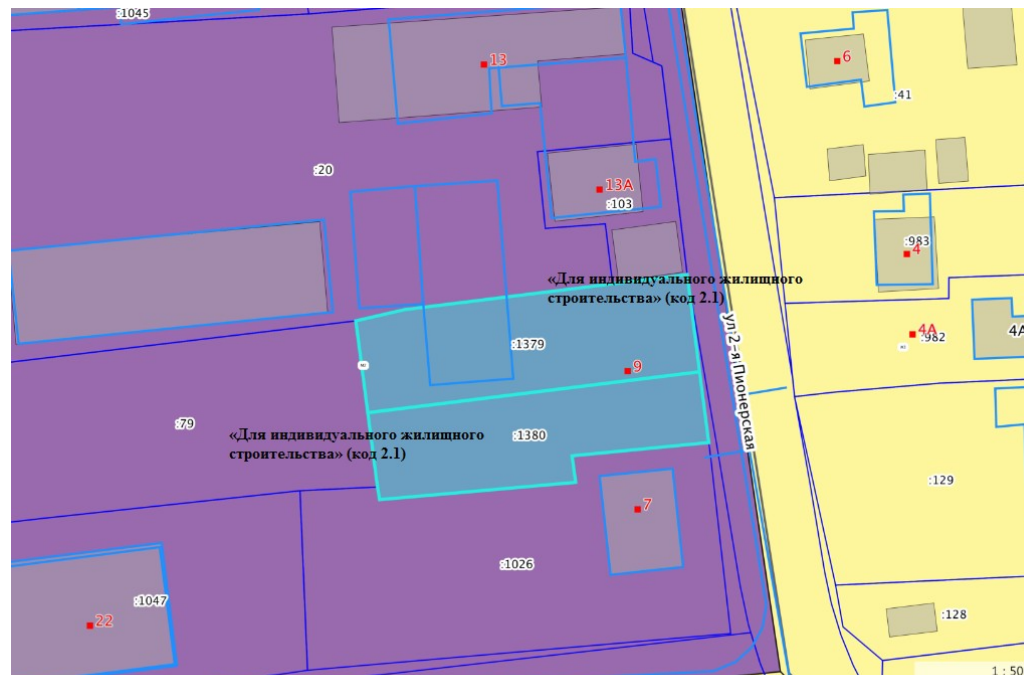 :1045
13
6
:41
:20
13А
:103
:983
4
«Для индивидуального жилищного
строительства» (код 2.1)
:1379
4А
:982
4А
9
ул 2-я Пионерская
:79
«Для индивидуального жилищного
строительства» (код 2.1)
:1380
:129
7
:1026
:1047
22
:128
1 : 50